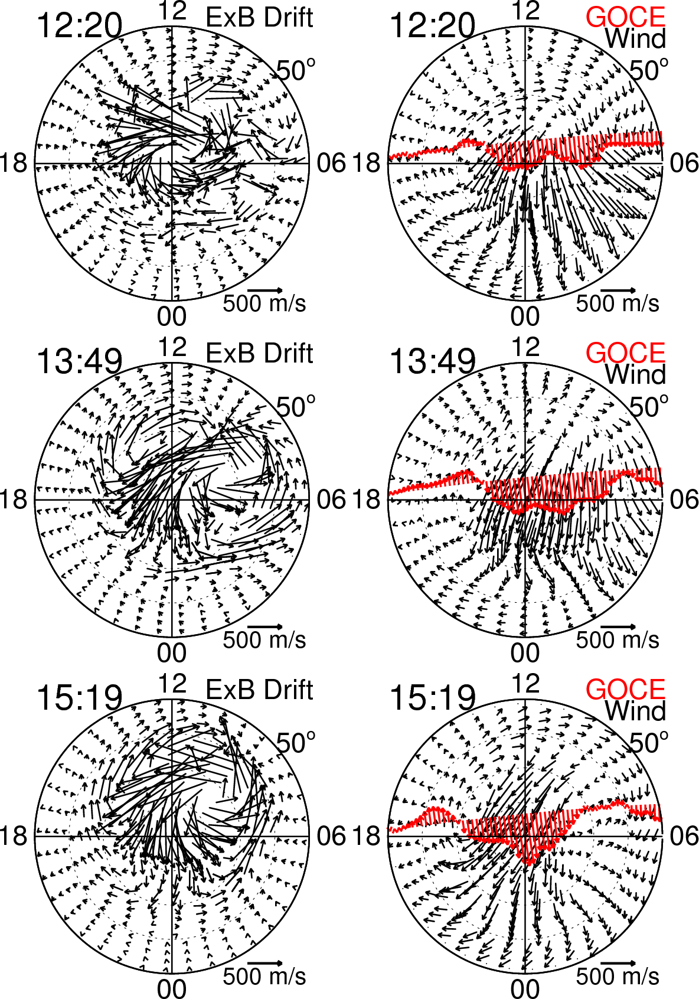 12:20 12 ExB Drift
50°
18 06
500 m/s
00
12:20 12 GOCE
Wind
50°
18 06
500 m/s
00
13:49 12 ExB Drift
50°
18 06
500 m/s
00
13:49 12 GOCE
Wind
50°
18 06
500 m/s
00
15:19 12 ExB Drift
50°
18 06
500 m/s
00
15:19 12 GOCE
Wind
50°
18 06
500 m/s
00